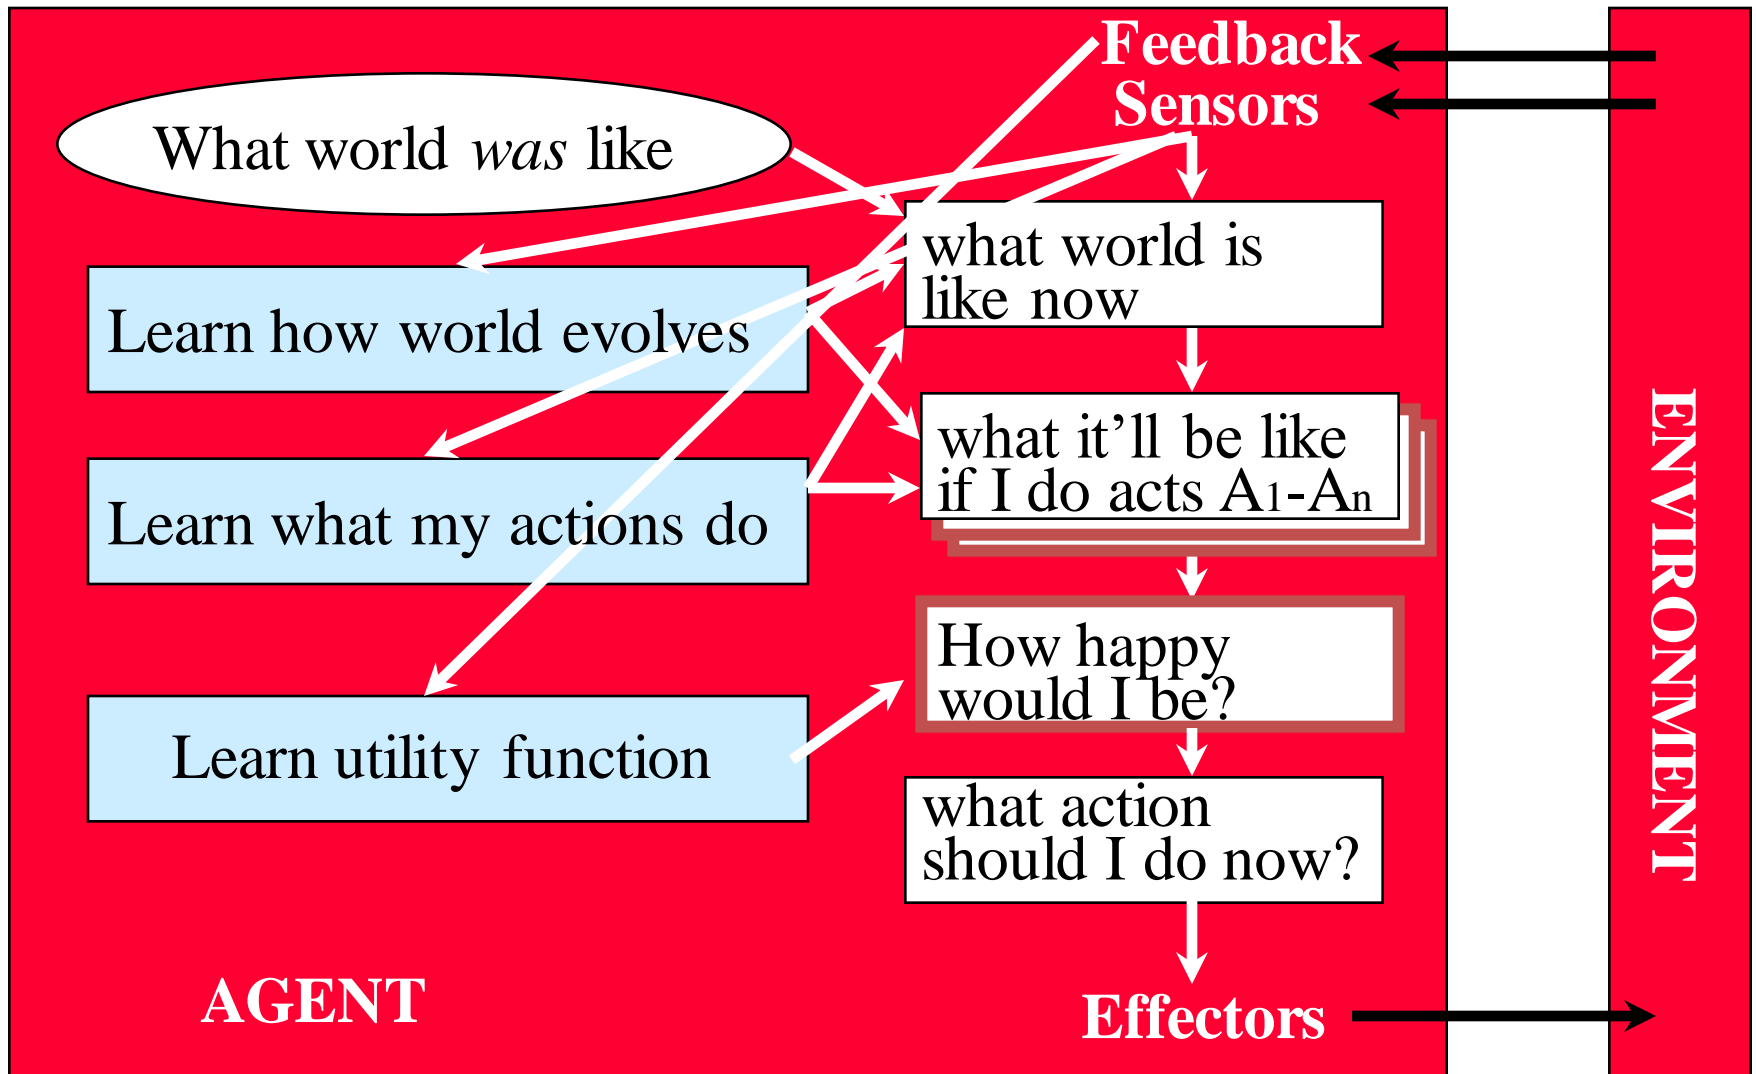 Feedback
Sensors
What world was like
what world is
like now
Learn how world evolves
what it’ll be like
if I do acts A1-An
Learn what my actions do
How happy
would I be?
Learn utility function
what action
should I do now?
AGENT
Effectors
ENVIRONMENT